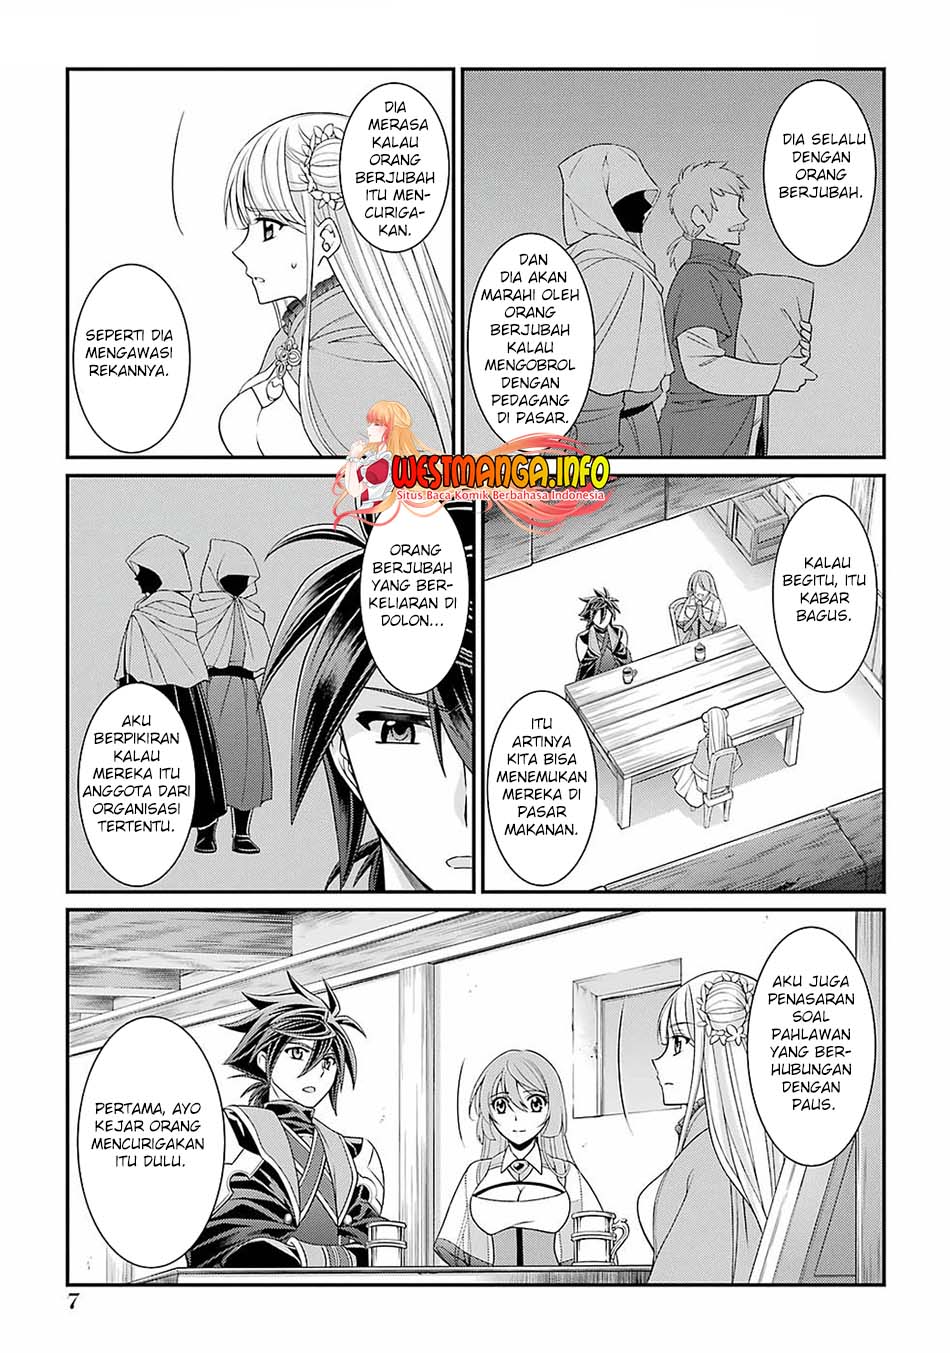 DIA SELALU
DENGAN
ORANG
BERJUBAH.
DAN
DIA AKAN
MARAHI OLEH
ORANG
BERJUBAH
KALAU
MENGOBROL
DENGAN
PEDAGANG
DI PASAR.
DIA
MERASA
KALAU
ORANG
BERJUBAH
ITU MEN-
CURIGA-
KAN.
SEPERTI DIA
MENGAWASI
REKANNYA.
WESTMANGA.INFO
Situs Baca Komik Berbahasa Indonesia
KALAU
BEGITU, ITU
KABAR
BAGUS.
ITU
ARTINYA
KITA BISA
MENEMUKAN
MEREKA DI
PASAR
MAKANAN.
ORANG
BERJUBAH
YANG BER-
KELIARAN DI
DOLON...
AKU
BERPIKIRAN
KALAU
MEREKA ITU
ANGGOTA DARI
ORGANISASI
TERTENTU.
AKU JUGA
PENASARAN
SOAL
PAHLAWAN
YANG BER-
HUBUNGAN
DENGAN
PAUS.
PERTAMA, AYO
KEJAR ORANG
MENCURIGAKAN
ITU DULU.
7